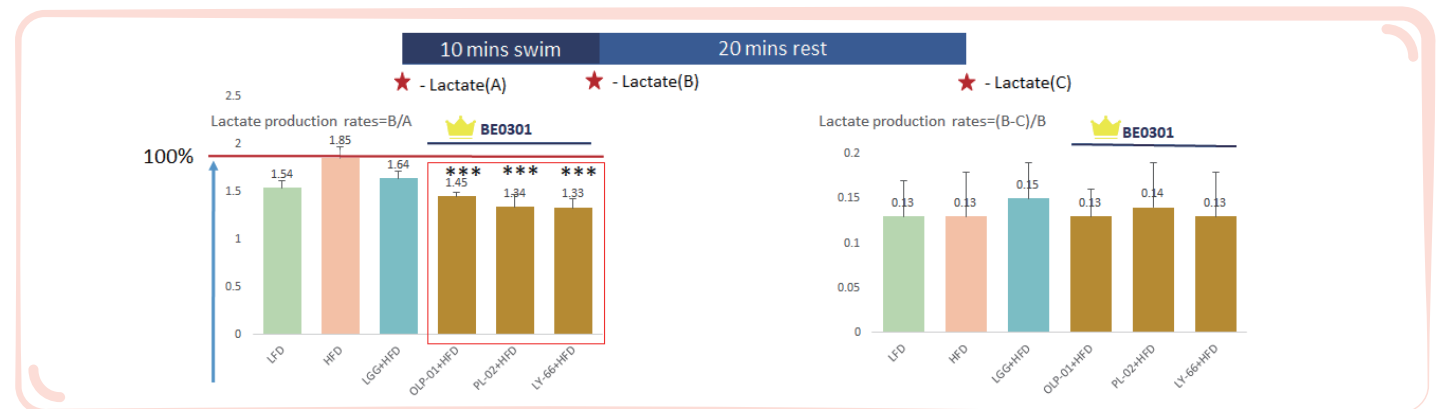 10 mins swim
20 mins rest
- Lactate(A)
- Lactate(B)
- Lactate(C)
2.5
Lactate production rates=B/A
BE0301
2
1.85
100%
1.64
1.54
***
***
***
1.45
1.34
1.33
1.5
1
0.5
0
LFD
HFD
LGG+HFD
OLP-01+HFD
PL-02+HFD
LY-66+HFD
Lactate production rates=(B-C)/B
BE0301
0.2
0.15
0.13
0.13
0.15
0.13
0.14
0.13
0.1
0.05
0
LFD
HFD
LGG+HFD
OLP-01+HFD
PL-02+HFD
LY-66+HFD